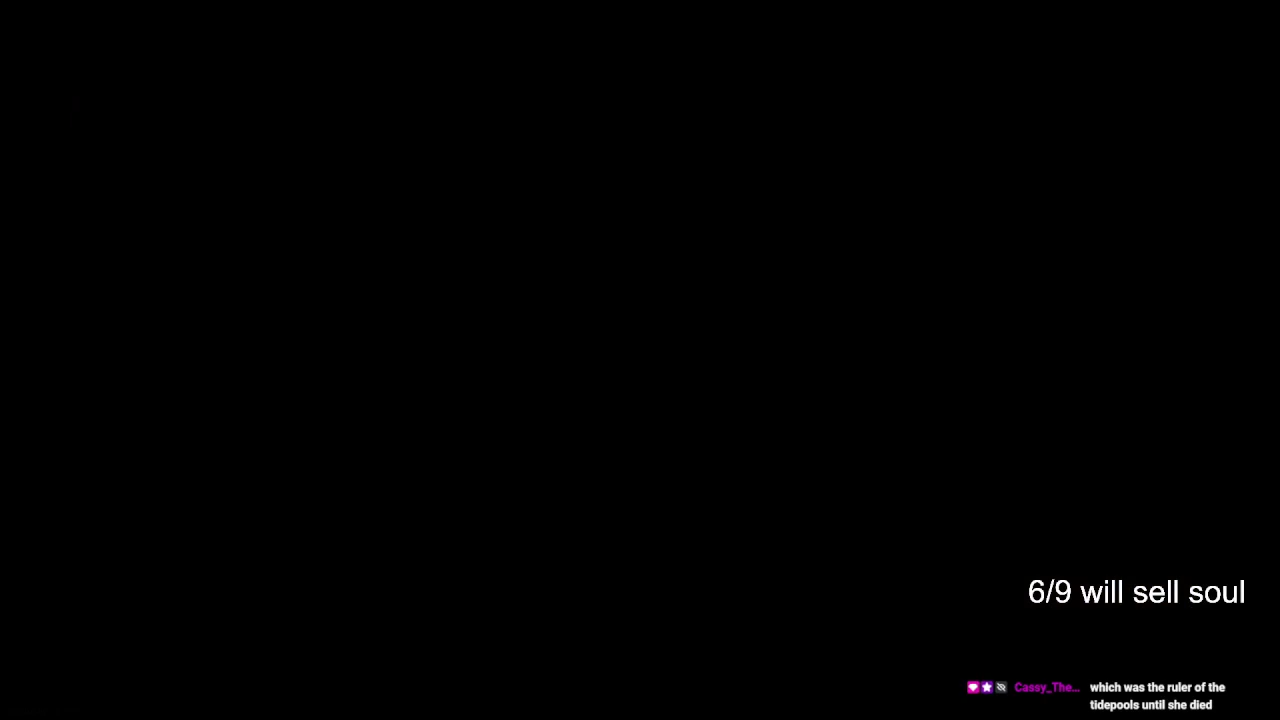 6/9 will sell soul
Cassy_The... which was the ruler of the
tidepools until she died